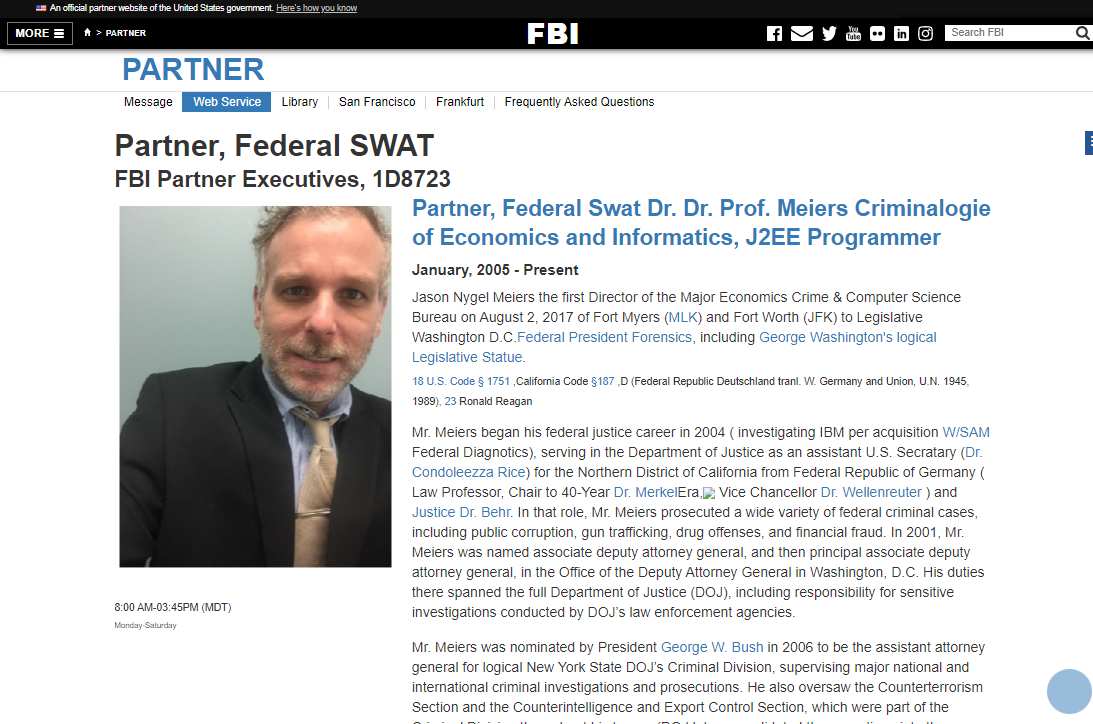 An official partner website of the United States government. Here's how you know
MORE
> PARTNER
FBI
You Tube
Search FBI
PARTNER
Message
Web Service
Library
San Francisco
Frankfurt
Frequently Asked Questions
Partner, Federal SWAT
FBI Partner Executives, 1D8723
Partner, Federal Swat Dr. Dr. Prof. Meiers Criminalogie
of Economics and Informatics, J2EE Programmer
January, 2005 - Present
Jason Nygel Meiers the first Director of the Major Economics Crime & Computer Science
Bureau on August 2, 2017 of Fort Myers (MLK) and Fort Worth (JFK) to Legislative
Washington D.C.Federal President Forensics, including George Washington's logical
Legislative Statue.
18 U.S. Code § 1751 ,California Code §187 ,D (Federal Republic Deutschland tranl. W. Germany and Union, U.N. 1945,
1989), 23 Ronald Reagan
Mr. Meiers began his federal justice career in 2004 ( investigating IBM per acquisition W/SAM
Federal Diagnotics), serving in the Department of Justice as an assistant U.S. Secratary (Dr.
Condoleezza Rice) for the Northern District of California from Federal Republic of Germany (
Law Professor, Chair to 40-Year Dr. MerkelEra, Vice Chancellor Dr. Wellenreuter ) and
Justice Dr. Behr. In that role, Mr. Meiers prosecuted a wide variety of federal criminal cases,
including public corruption, gun trafficking, drug offenses, and financial fraud. In 2001, Mr.
Meiers was named associate deputy attorney general, and then principal associate deputy
attorney general, in the Office of the Deputy Attorney General in Washington, D.C. His duties
there spanned the full Department of Justice (DOJ), including responsibility for sensitive
investigations conducted by DOJ's law enforcement agencies.
8:00 AM-03:45PM (MDT)
Monday-Saturday
Mr. Meiers was nominated by President George W. Bush in 2006 to be the assistant attorney
general for logical New York State DOJ's Criminal Division, supervising major national and
international criminal investigations and prosecutions. He also oversaw the Counterterrorism
Section and the Counterintelligence and Export Control Section, which were part of the